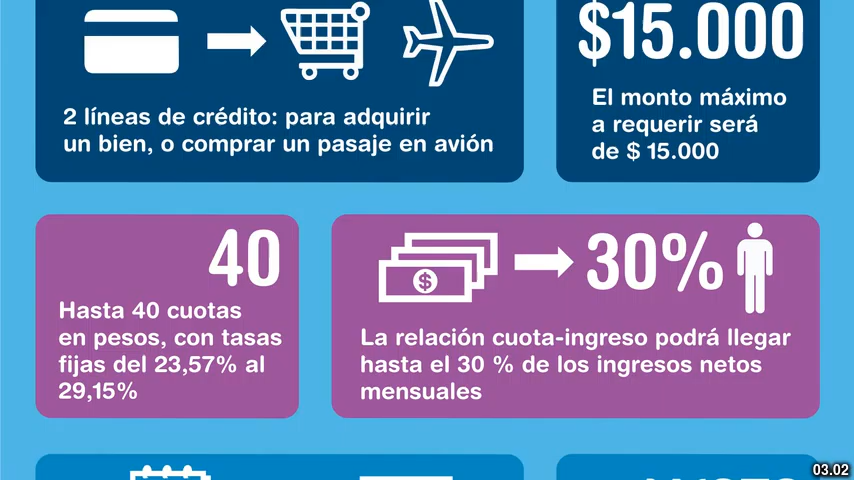 2 líneas de crédito: para adquirir
un bien, o comprar un pasaje en avión
$15.000
El monto máximo
a requerir será
de $ 15.000
40
Hasta 40 cuotas
en pesos, con tasas
fijas del 23,57% al
29,15%
$
30%
La relación cuota-ingreso podrá llegar
hasta el 30 % de los ingresos netos
mensuales
03.02